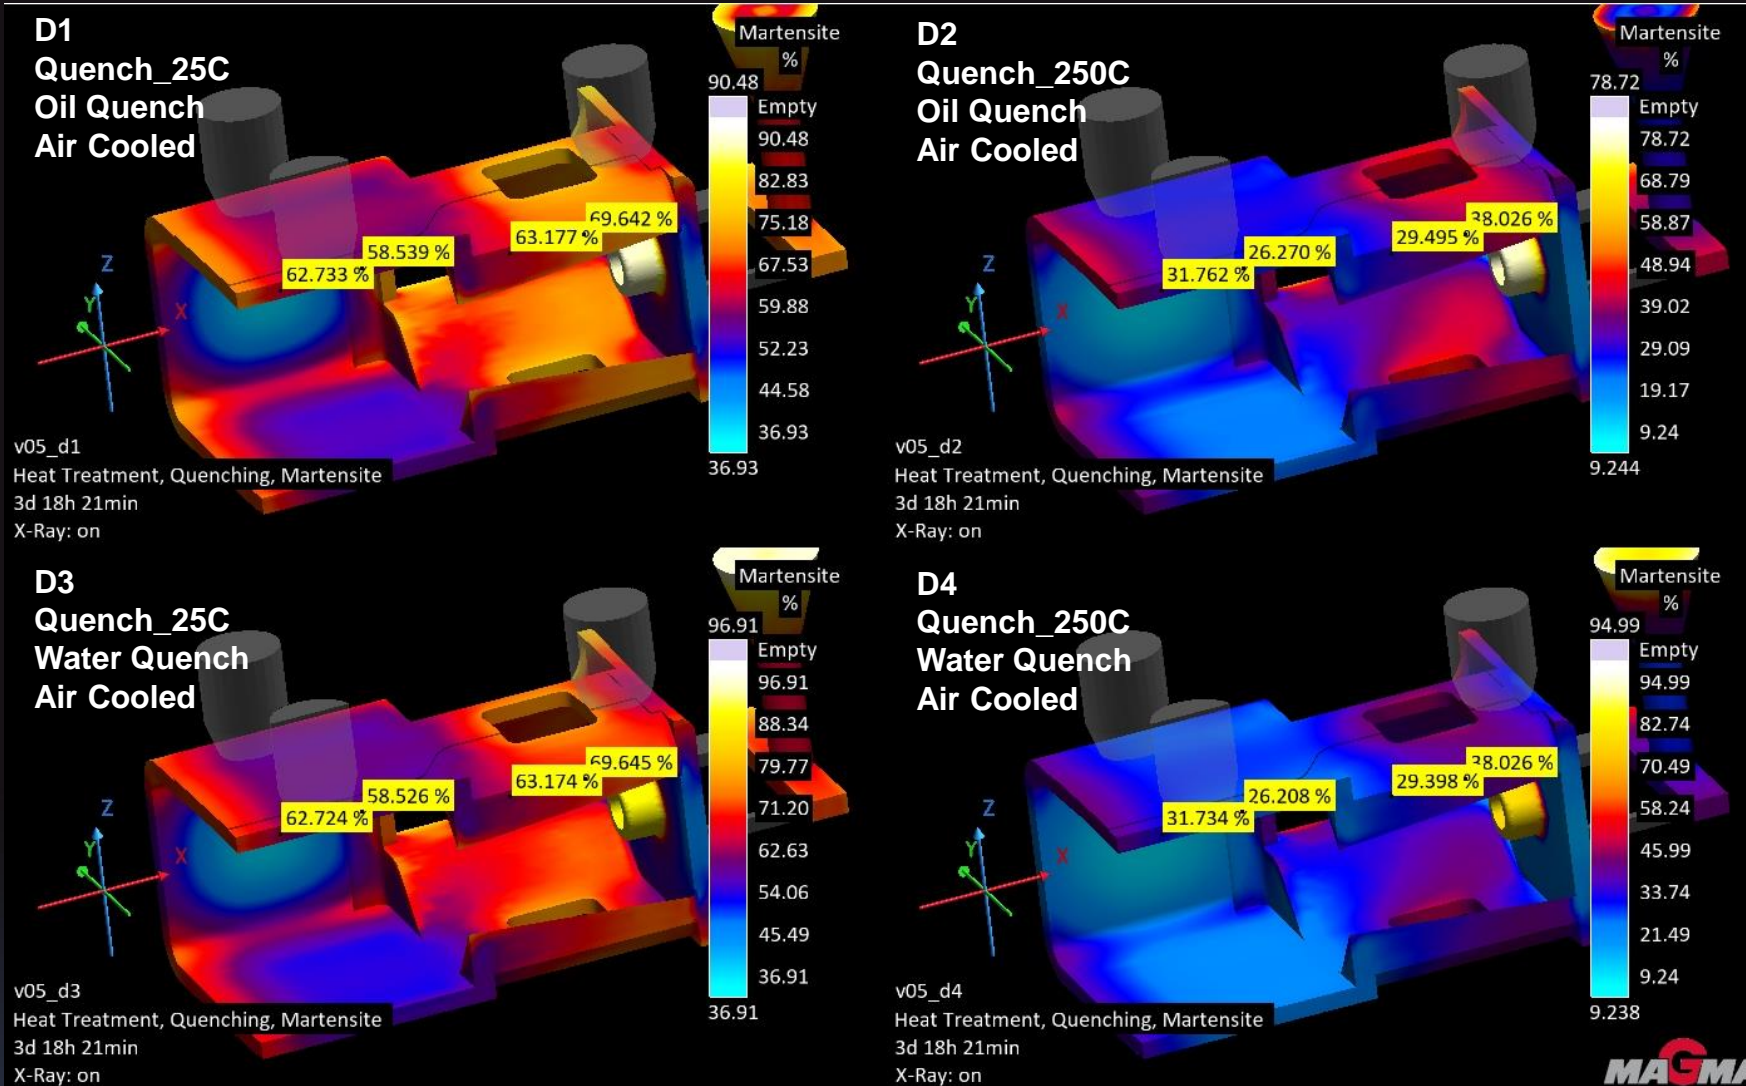 D1
Quench_25C
Oil Quench
Air Cooled
Martensite
%
90.48
Empty
90.48
82.83
75.18
67.53
59.88
52.23
44.58
36.93
36.93
69.642 %
63.177 %
58.539 %
62.733 %
Z
Y
X
v05_d1
Heat Treatment, Quenching, Martensite
3d 18h 21min
X-Ray: on
D2
Quench_250C
Oil Quench
Air Cooled
Martensite
%
78.72
Empty
78.72
68.79
58.87
48.94
39.02
29.09
19.17
9.24
9.244
38.026 %
29.495 %
26.270 %
31.762 %
Z
Y
X
v05_d2
Heat Treatment, Quenching, Martensite
3d 18h 21min
X-Ray: on
D3
Quench_25C
Water Quench
Air Cooled
Martensite
%
96.91
Empty
96.91
88.34
79.77
71.20
62.63
54.06
45.49
36.91
36.91
69.645 %
63.174 %
58.526 %
62.724 %
Z
Y
X
v05_d3
Heat Treatment, Quenching, Martensite
3d 18h 21min
X-Ray: on
D4
Quench_250C
Water Quench
Air Cooled
Martensite
%
94.99
Empty
94.99
82.74
70.49
58.24
45.99
33.74
21.49
9.24
9.238
38.026 %
29.398 %
26.208 %
31.734 %
Z
Y
X
v05_d4
Heat Treatment, Quenching, Martensite
3d 18h 21min
X-Ray: on
MAGMA